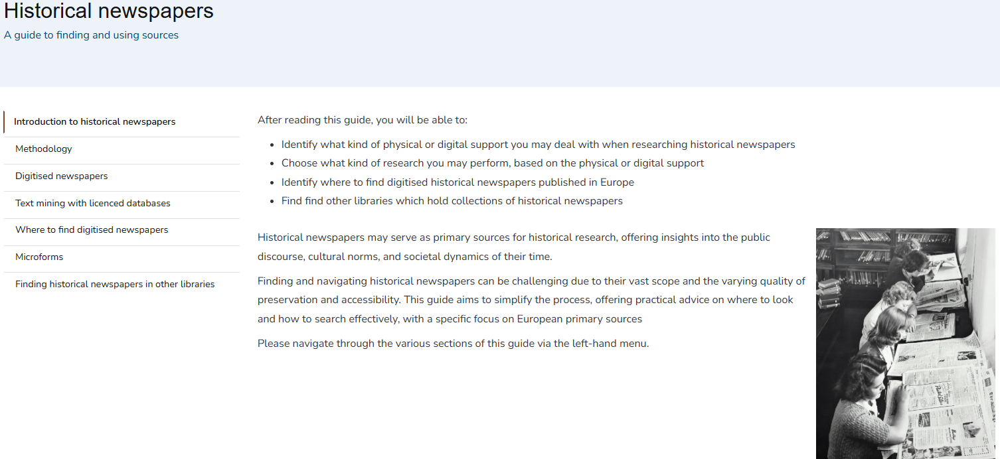 Historical newspapers
A guide to finding and using sources
Introduction to historical newspapers
Methodology
Digitised newspapers
Text mining with licenced databases
Where to find digitised newspapers
Microforms
Finding historical newspapers in other libraries
After reading this guide, you will be able to:
• Identify what kind of physical or digital support you may deal with when researching historical newspapers
• Choose what kind of research you may perform, based on the physical or digital support
• Identify where to find digitised historical newspapers published in Europe
• Find find other libraries which hold collections of historical newspapers
Historical newspapers may serve as primary sources for historical research, offering insights into the public
discourse, cultural norms, and societal dynamics of their time.
Finding and navigating historical newspapers can be challenging due to their vast scope and the varying quality of
preservation and accessibility. This guide aims to simplify the process, offering practical advice on where to look
and how to search effectively, with a specific focus on European primary sources
Please navigate through the various sections of this guide via the left-hand menu.